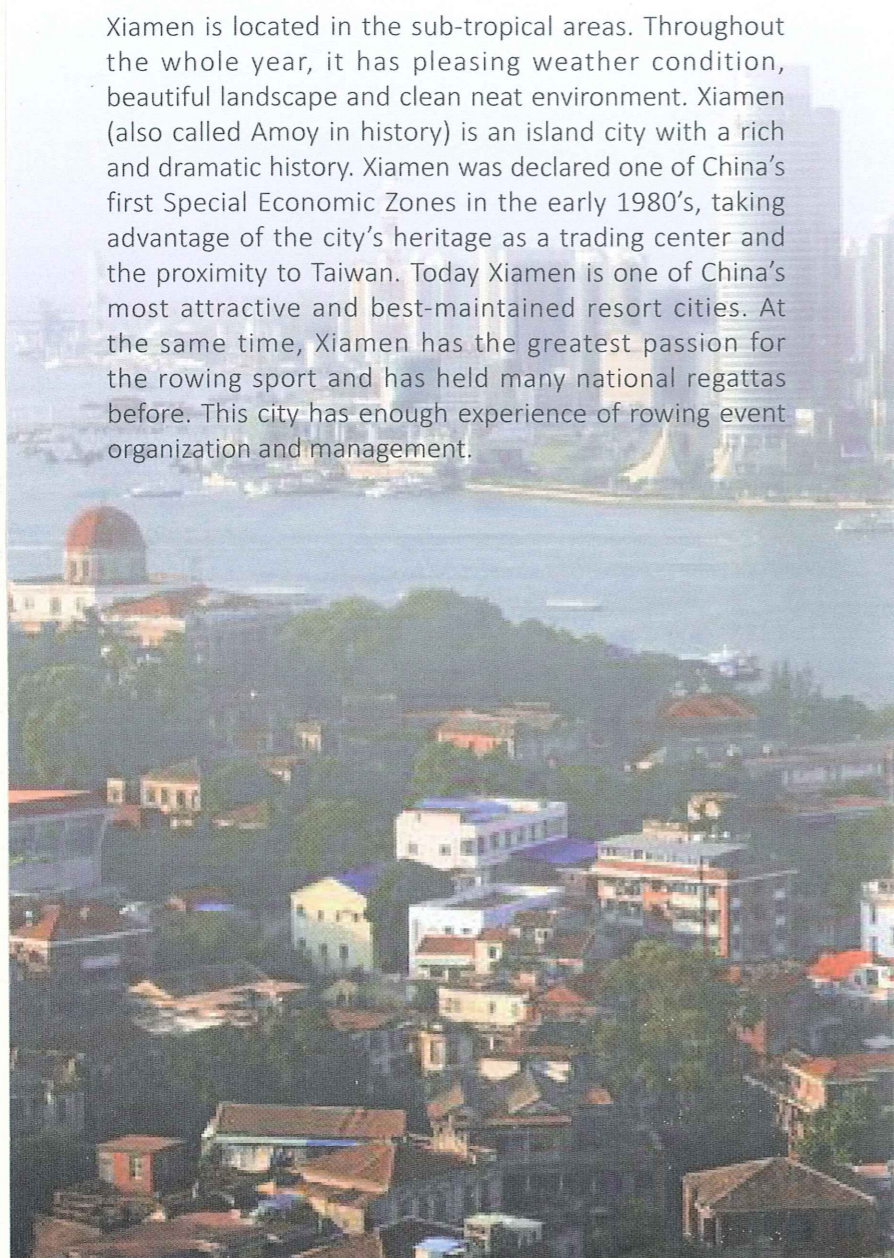 Xiamen is located in the sub-tropical areas. Throughout
the whole year, it has pleasing weather condition,
beautiful landscape and clean neat environment. Xiamen
(also called Amoy in history) is an island city with a rich
and dramatic history. Xiamen was declared one of China's
first Special Economic Zones in the early 1980's, taking
advantage of the city's heritage as a trading center and
the proximity to Taiwan. Today Xiamen is one of China's
most attractive and best-maintained resort cities. At
the same time, Xiamen has the greatest passion for
the rowing sport and has held many national regattas
before. This city has enough experience of rowing event
organization and management.